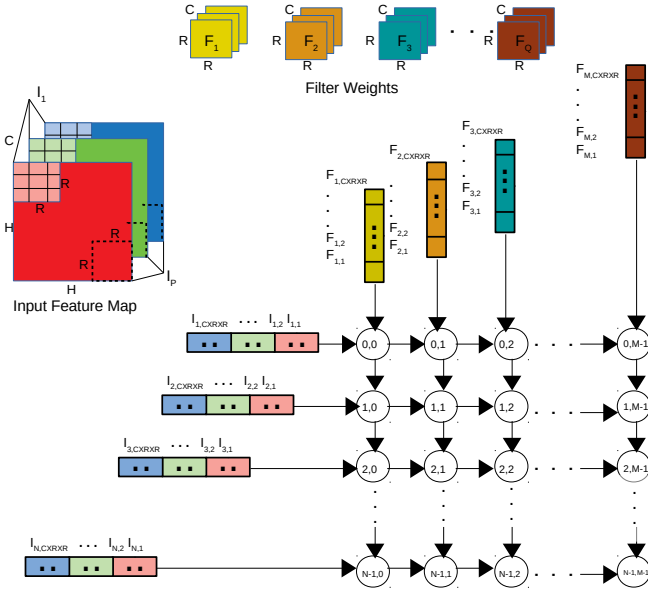 C C C C
R F1 R F2 R F3 . . . R FQ
R R R R
Filter Weights
I1
C
R
R
H
R
R
H
IP
Input Feature Map
F1,CXRXR
.
.
.
F1,2
F1,1
F2,CXRXR
.
.
.
F2,2
F2,1
F3,CXRXR
.
.
.
F3,2
F3,1
FM,CXRXR
.
.
.
FM,2
FM,1
I1,CXRXR ... I1,2 I1,1
0,0 0,1 0,2 . . . 0,M-1
I2,CXRXR ... I2,2 I2,1
1,0 1,1 1,2 . . . 1,M-1
I3,CXRXR ... I3,2 I3,1
2,0 2,1 2,2 . . . 2,M-1
IN,CXRXR ... IN,2 IN,1
N-1,0 N-1,1 N-1,2 . . . N-1,M-1